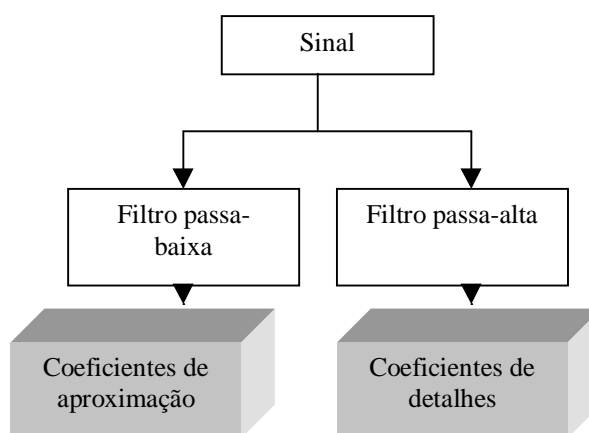 Sinal
Filtro passa-
baixa
Filtro passa-alta
Coeficientes de
aproximação
Coeficientes de
detalhes